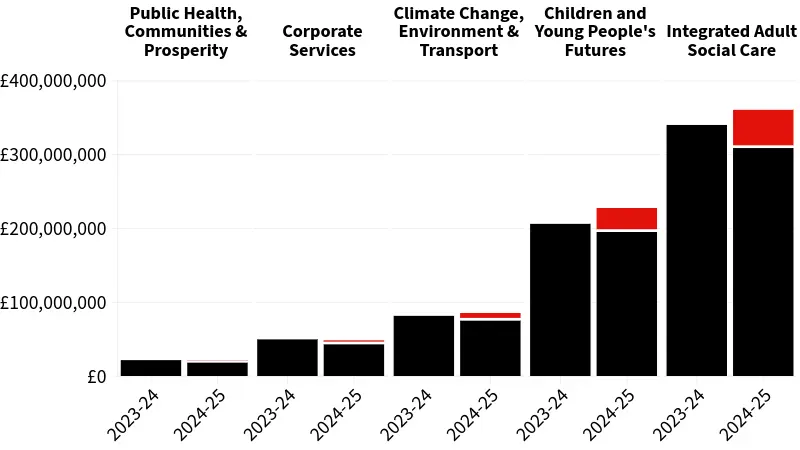 Public Health,
Communities &
Prosperity
Corporate
Services
Climate Change,
Environment &
Transport
Children and
Young People's
Futures
Integrated Adult
Social Care
£400,000,000
£300,000,000
£200,000,000
£100,000,000
£0
2023-24
2024-25
2023-24
2024-25
2023-24
2024-25
2023-24
2024-25
2023-24
2024-25